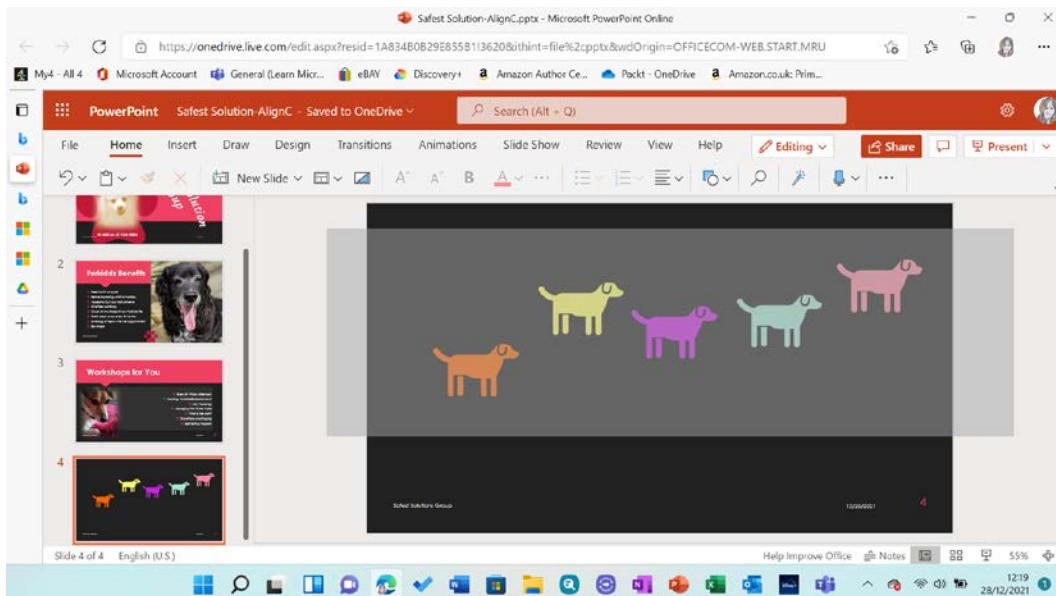 Safest Solution-AlignC.pptx - Microsoft PowerPoint Online
https://onedrive.live.com/edit.aspx?resid=1A834B0B29E855B1!3620&ithint=file%2cpptx&wdOrigin=OFFICECOM-WEB.START.MRU
My4 - All 4 Microsoft Account General (Learn Micr... eBAY Discovery+ Amazon Author Ce... Packt - OneDrive Amazon.co.uk: Prim...
PowerPoint Safest Solution-AlignC - Saved to OneDrive Search (Alt + Q)
File Home Insert Draw Design Transitions Animations Slide Show Review View Help Editing Share Present
New Slide A A B A
2
Forkidds Benefits
3
Workshops for You
4
Safest Solutions Group
4
Slide 4 of 4 English (U.S.) Help Improve Office Notes 55%
12:19
28/12/2021